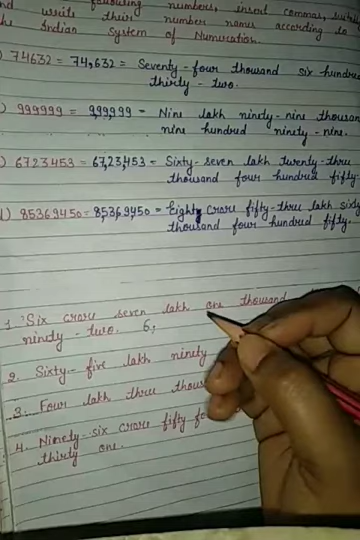 following numbers, insert commas, suitably
and write their number names according to
the Indian System of Numeration.
) 74632 = 74,632 = Seventy-four thousand six hundred
thirty-two.
) 999999 = 9,99,999 = Nine lakh ninety-nine thousan
nine hundred ninety-nine.
) 6723453 = 67,23,453 = Sixty-seven lakh twenty-three
thousand four hundred fifty-
) 85369450 = 8,53,69,450 = Eight crore fifty-three lakh sixty
thousand four hundred fifty.
1. Six crore seven lakh one thousand
ninety-two. 6,
2. Sixty-five lakh ninety
3. Four lakh three thous
4. Ninety-six crore fifty fo
thirty one.